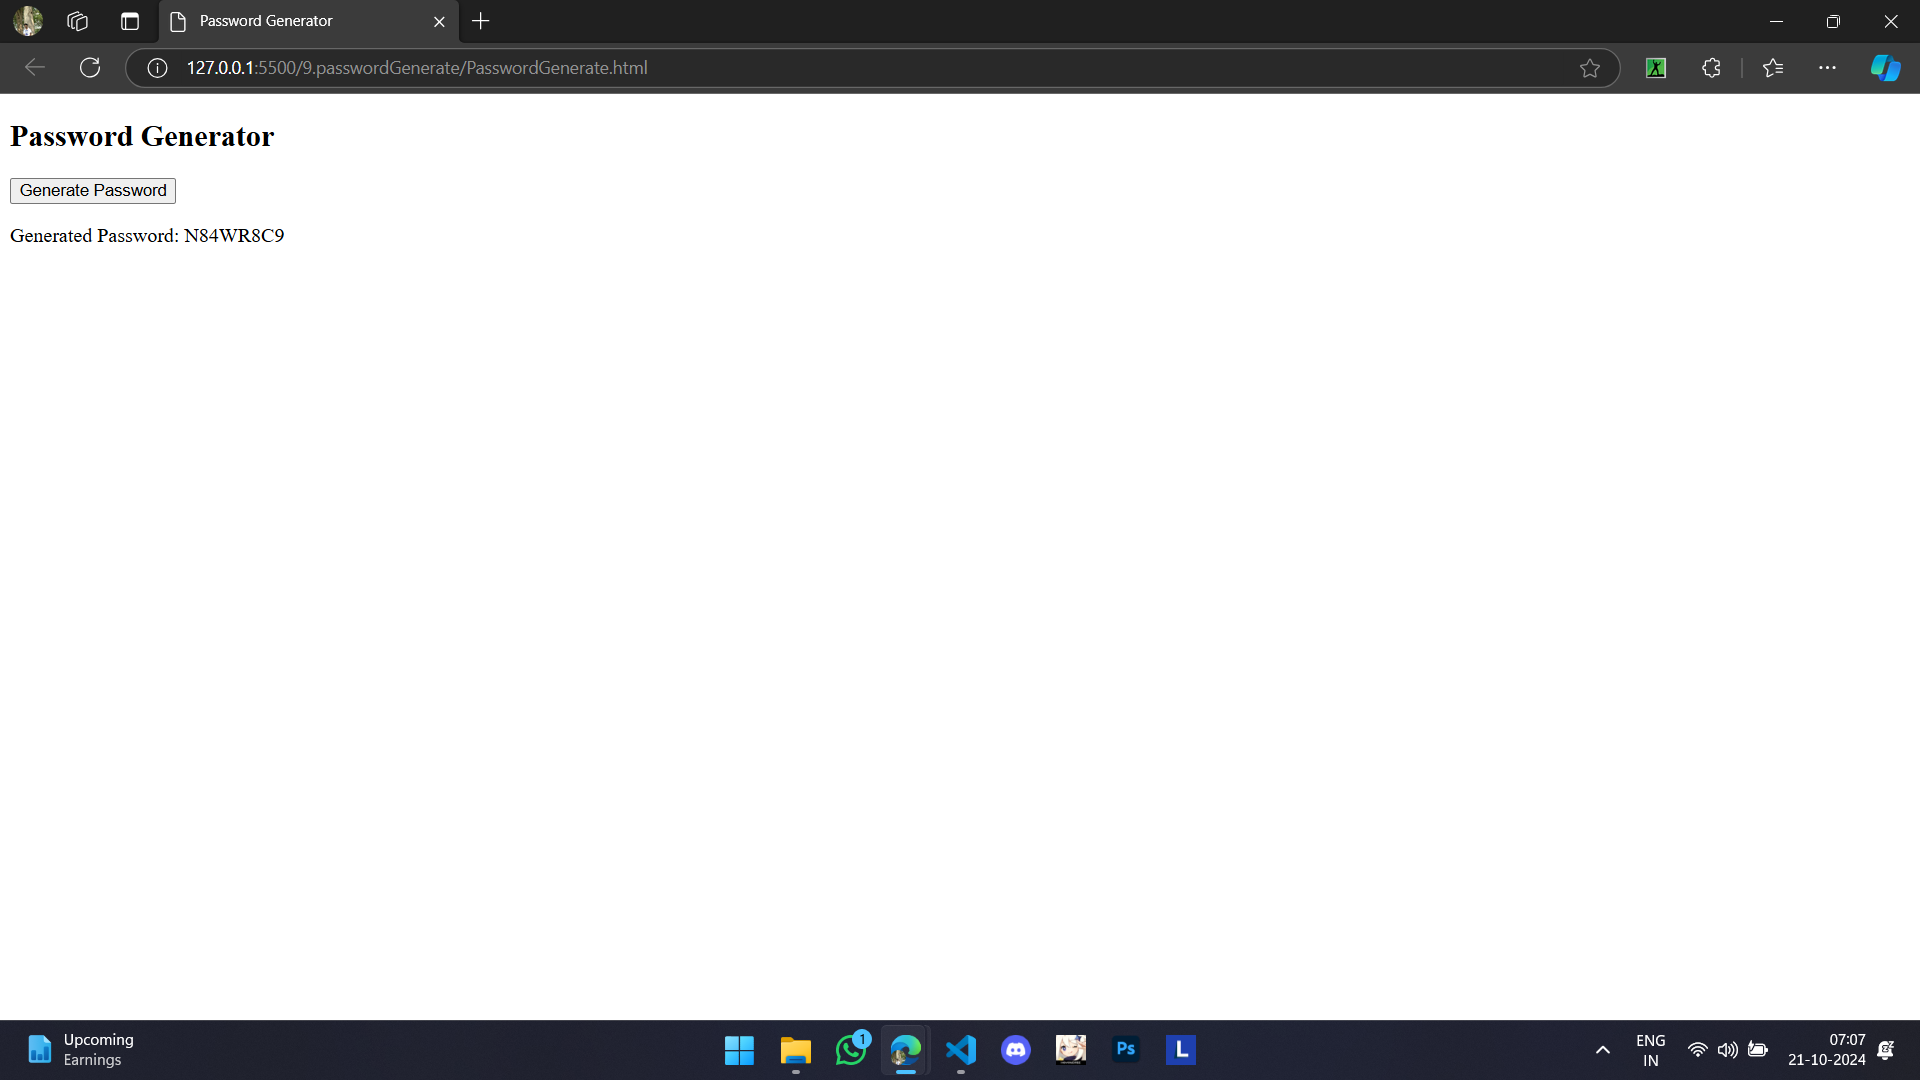 Password Generator
127.0.0.1:5500/9.passwordGenerate/PasswordGenerate.html
Password Generator
Generate Password
Generated Password: N84WR8C9
Upcoming
Earnings
1
Ps
L
ENG
IN
07:07
21-10-2024